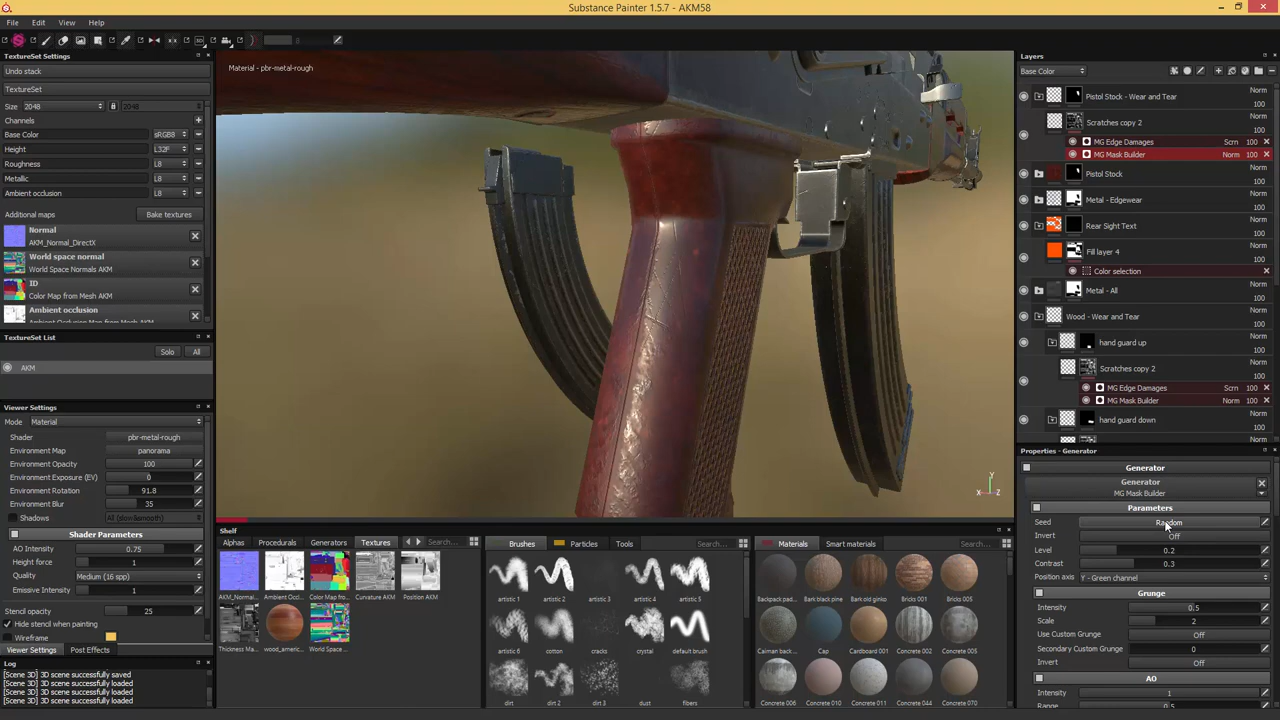 Substance Painter 1.5.7 - AKM58
File Edit View Help
TextureSet Settings
Undo stack
TextureSet
Size 2048 2048
Channels
Base Color sRGB8
Height L32F
Roughness L8
Metallic L8
Ambient occlusion L8
Additional maps Bake textures
Normal
AKM_Normal_DirectX
World space normal
World Space Normals AKM
ID
Color Map from Mesh AKM
Ambient occlusion
Ambient Occlusion Map from Mesh AKM
TextureSet List
Solo All
AKM
Viewer Settings
Mode Material
Shader pbr-metal-rough
Environment Map panorama
Environment Opacity 100
Environment Exposure (EV) 0
Environment Rotation 91.8
Environment Blur 35
Shadows
Shader Parameters
AO Intensity 0.75
Height force 1
Quality Medium (16 spp)
Emissive Intensity 1
Stencil opacity 25
Hide stencil when painting
Wireframe
Viewer Settings Post Effects
Log
[Scene 3D] 3D scene successfully saved
[Scene 3D] 3D scene successfully loaded
[Scene 3D] 3D scene successfully loaded
[Scene 3D] 3D scene successfully loaded
Material - pbr-metal-rough
Y
X Z
Shelf
Alphas Procedurals Generators Textures Search...
AKM_Normal... Ambient Occl... Color Map fro... Curvature AKM Position AKM
Thickness Ma... wood_americ... World Space ...
Brushes Particles Tools Search...
artistic 1 artistic 2 artistic 3 artistic 4 artistic 5
artistic 6 cotton cracks crystal default brush
dirt 1 dirt 2 dirt 3 dust fibers
Materials Smart materials Search...
Backpack pad... Bark black pine Bark old ginko Bricks 001 Bricks 005
Caiman back ... Cap Cardboard 001 Concrete 002 Concrete 005
Concrete 006 Concrete 010 Concrete 011 Concrete 044 Concrete 070
Layers
Base Color
Pistol Stock - Wear and Tear Norm
100
Scratches copy 2 Norm
100
MG Edge Damages Scrn 100
MG Mask Builder Norm 100
Pistol Stock Norm
100
Metal - Edgewear Norm
100
Rear Sight Text Norm
100
Fill layer 4 Norm
100
Color selection
Metal - All Norm
100
Wood - Wear and Tear Norm
100
hand guard up Norm
100
Scratches copy 2 Norm
100
MG Edge Damages Scrn 100
MG Mask Builder Norm 100
hand guard down Norm
100
Norm
Properties - Generator
Generator
Generator
MG Mask Builder
Parameters
Seed Random
Invert Off
Level 0.2
Contrast 0.3
Position axis Y - Green channel
Grunge
Intensity 0.5
Scale 2
Use Custom Grunge Off
Secondary Custom Grunge 0
Invert Off
AO
Intensity 1
Range 0.5